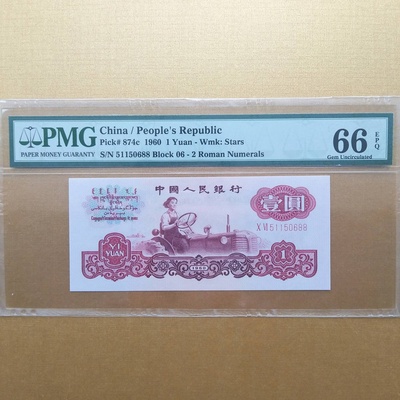 PMG
PAPER MONEY GUARANTY
China / People's Republic
Pick# 874c 1960 1 Yuan - Wmk: Stars
S/N 51150688 Block 06 - 2 Roman Numerals
66 EPQ
Gem Uncirculated
中國人民銀行
壹圓
X VI 51150688
YI
YUAN
1960
1